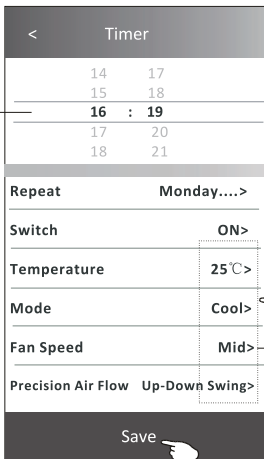 < Timer
14 17
15 18
16 : 19
17 20
18 21
Repeat Monday....>
Switch ON>
Temperature 25℃>
Mode Cool>
Fan Speed Mid>
Precision Air Flow Up-Down Swing>
Save